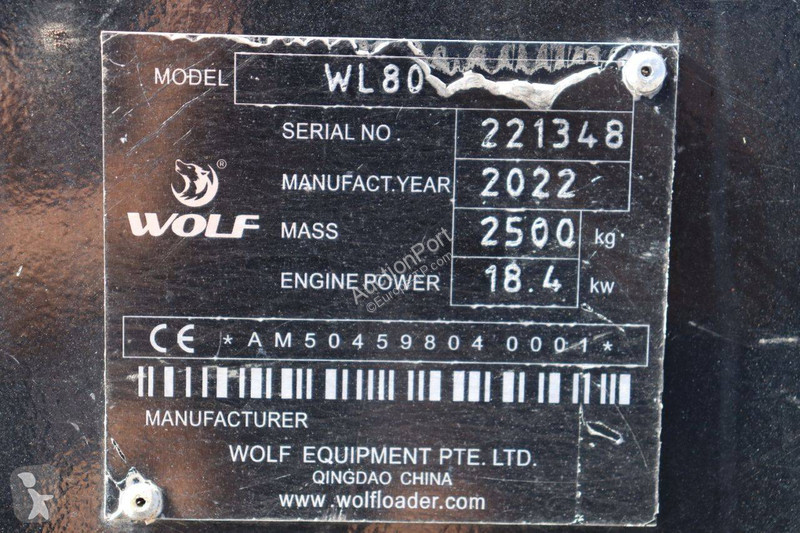 MODEL WL80
SERIAL NO. 221348
®
WOLF
MANUFACT.YEAR 2022
MASS 2500 kg
ENGINE POWER 18.4 kw
AuctionPort
CE *AM50459804 0001*
MANUFACTURER
WOLF EQUIPMENT PTE. LTD.
QINGDAO CHINA
www.wolfloader.com